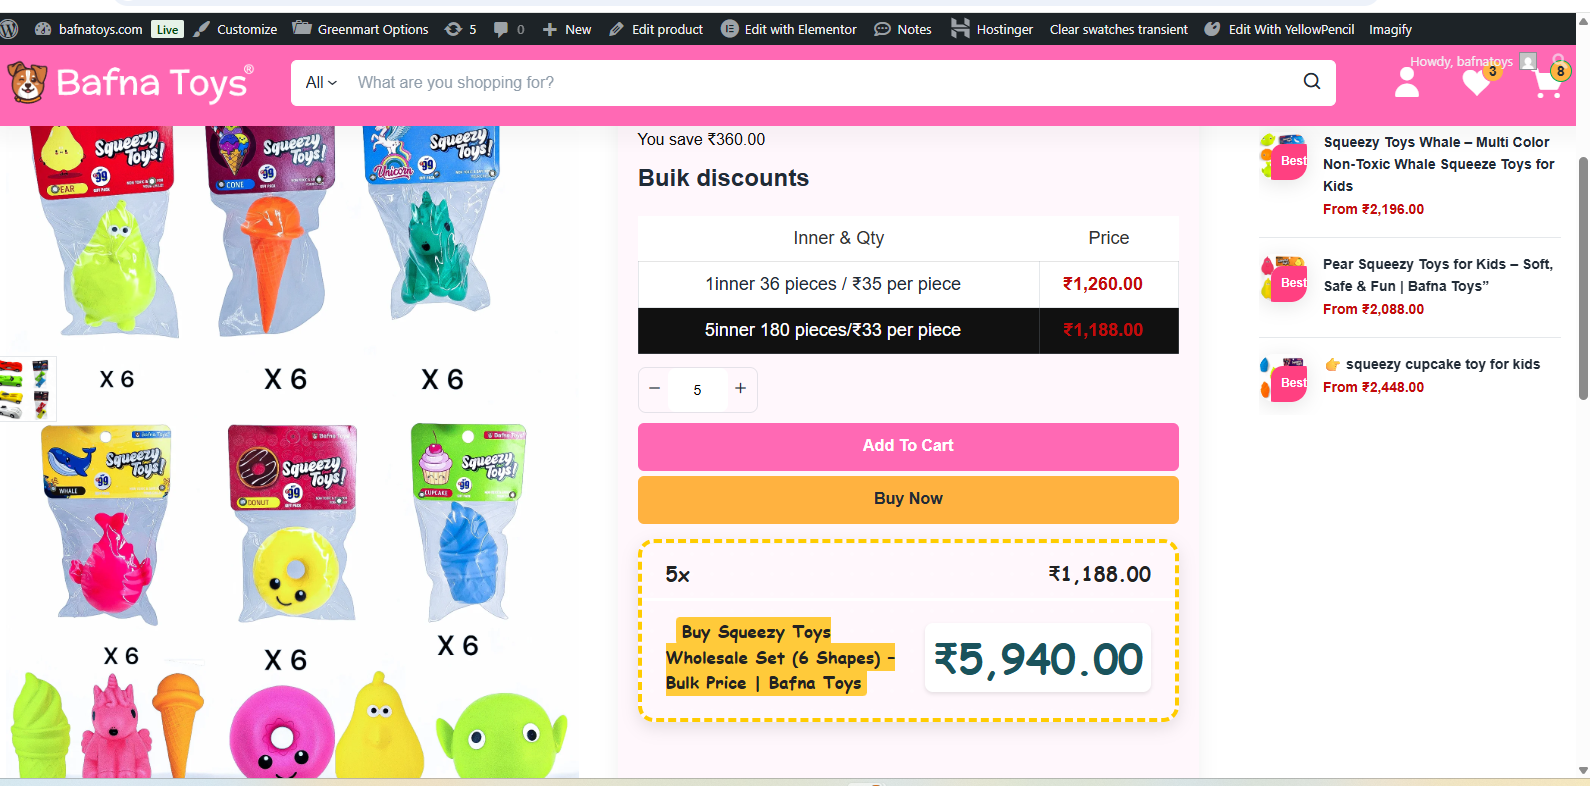 bafnatoys.com Live Customize Greenmart Options 5 0 New Edit product Edit with Elementor Notes Hostinger Clear swatches transient Edit With YellowPencil Imagify
Howdy, bafnatoys
Bafna Toys®
All
What are you shopping for?
3
8
Squeezy Toys!
99
EAR
Squeezy Toys!
99
CONE
Squeezy Toys!
99
Unicorn
X 6
X 6
X 6
Bafna Toys
Squeezy Toys!
99
WHALE
Bafna Toys
Squeezy Toys!
99
DONUT
Bafna Toys
Squeezy Toys!
99
CUPCAKE
X 6
X 6
X 6
You save ₹360.00
Buik discounts
Inner & Qty Price
1inner 36 pieces / ₹35 per piece ₹1,260.00
5inner 180 pieces/₹33 per piece ₹1,188.00
− 5 +
Add To Cart
Buy Now
5x ₹1,188.00
Buy Squeezy Toys
Wholesale Set (6 Shapes) –
Bulk Price | Bafna Toys
₹5,940.00
Best
Squeezy Toys Whale – Multi Color
Non-Toxic Whale Squeeze Toys for
Kids
From ₹2,196.00
Best
Pear Squeezy Toys for Kids – Soft,
Safe & Fun | Bafna Toys”
From ₹2,088.00
Best
👉 squeezy cupcake toy for kids
From ₹2,448.00